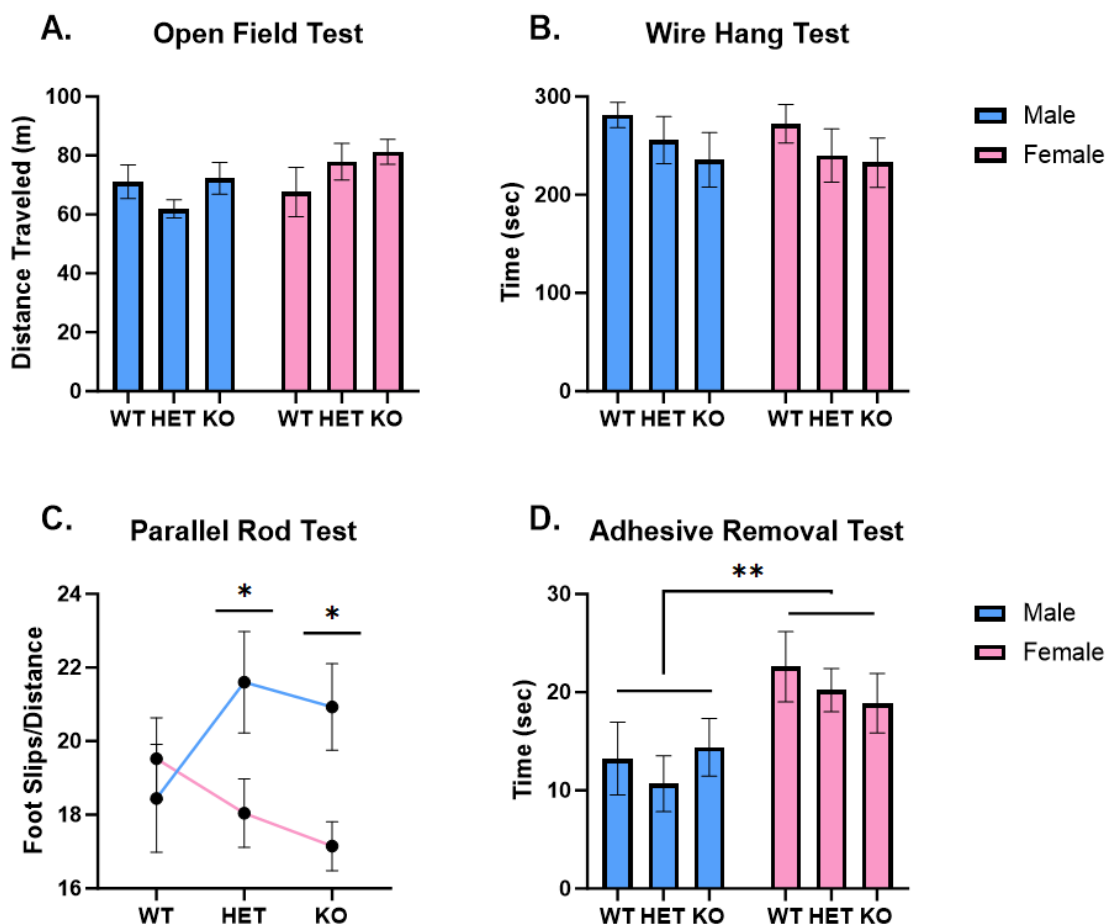 A.
Open Field Test
Distance Traveled (m)
100
80
60
40
20
0
WT HET KO WT HET KO
B.
Wire Hang Test
Time (sec)
300
200
100
0
WT HET KO WT HET KO
Male
Female
C.
Parallel Rod Test
Foot Slips/Distance
24
22
20
18
16
* *
WT HET KO
D.
Adhesive Removal Test
Time (sec)
30
20
10
0
**
WT HET KO WT HET KO
Male
Female